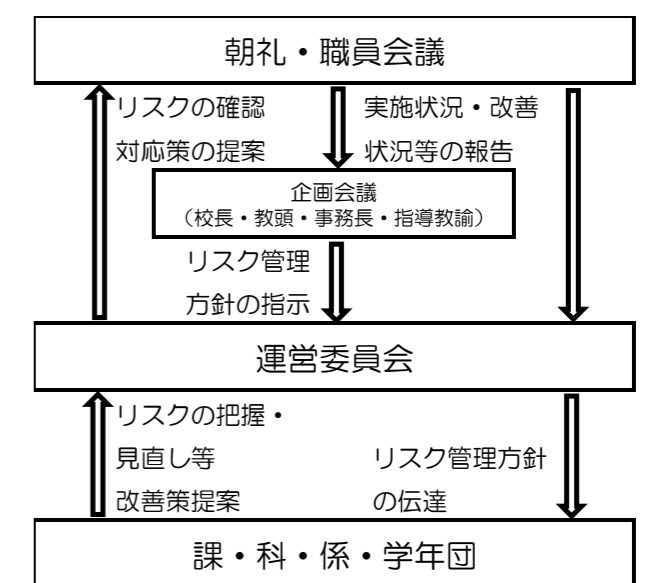 朝礼・職員会議
リスクの確認
対応策の提案
実施状況・改善
状況等の報告
企画会議
（校長・教頭・事務長・指導教諭）
リスク管理
方針の指示
運営委員会
リスクの把握・
見直し等
改善策提案
リスク管理方針
の伝達
課・科・係・学年団